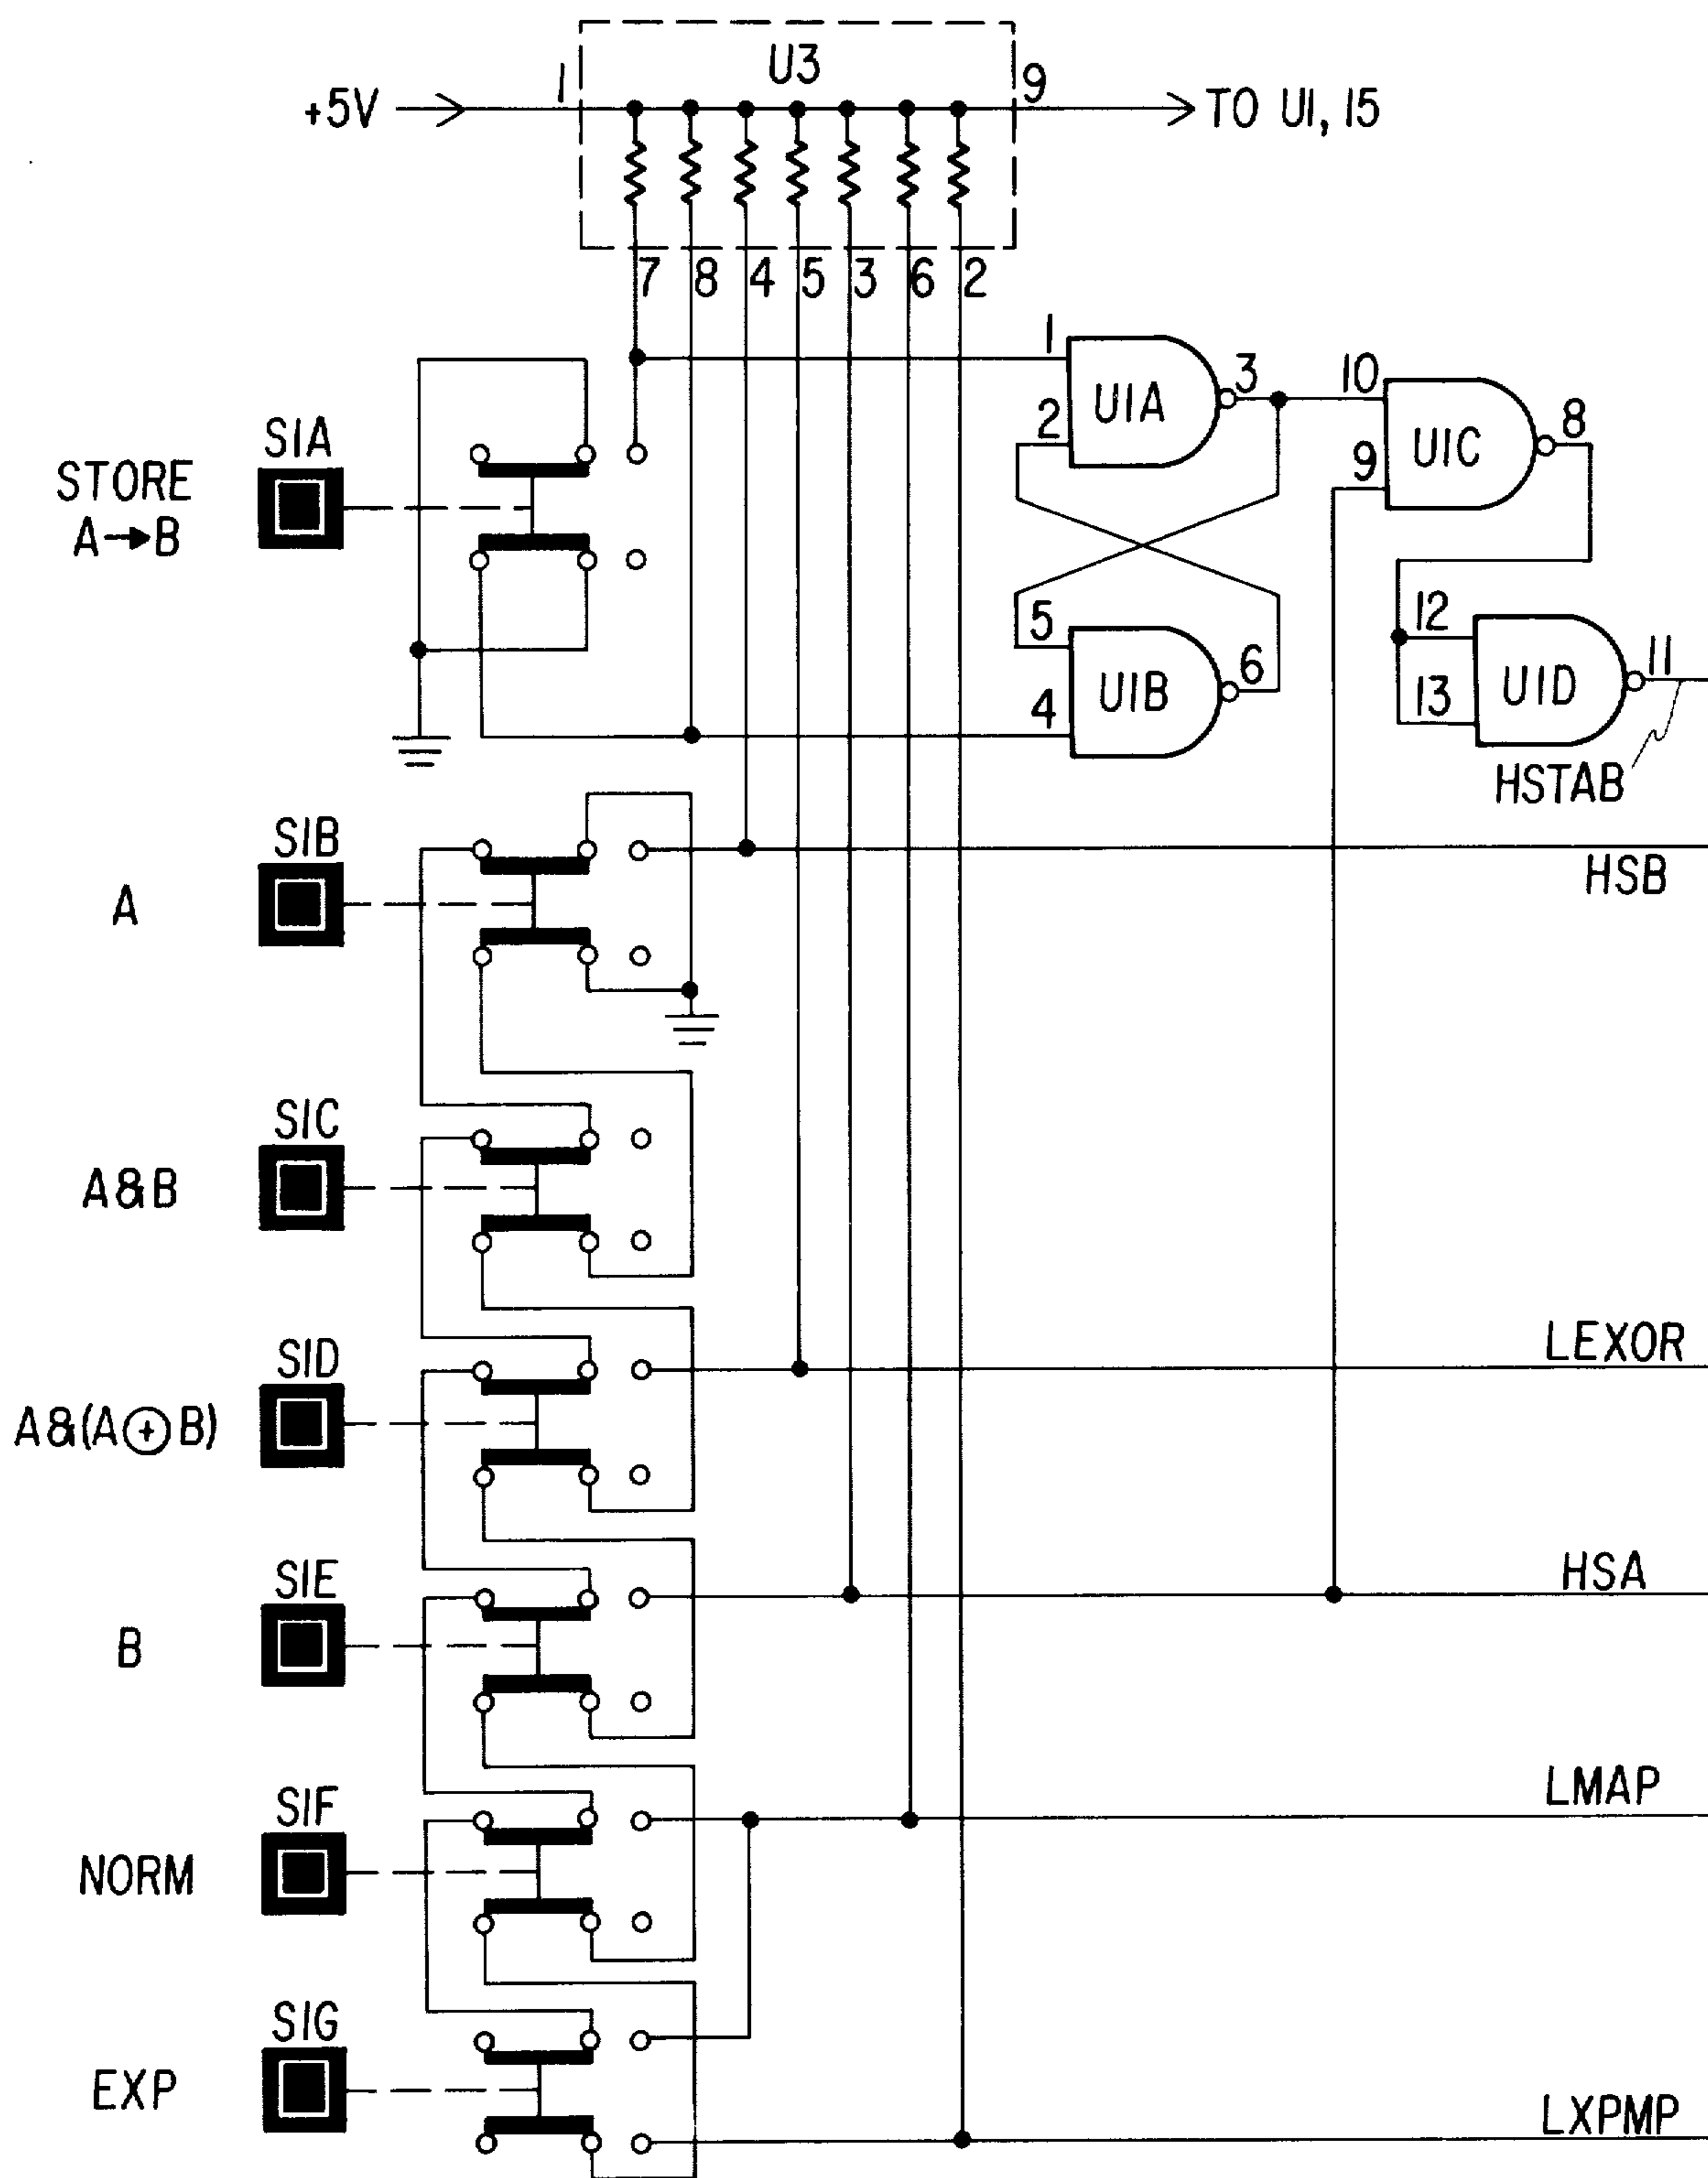 U3
+5V
1
9
TO U1, 15
7 8 4 5 3 6 2
STORE
A→B
S1A
1
2
U1A
3
10
9
U1C
8
5
4
U1B
6
12
13
U1D
11
HSTAB
A
S1B
HSB
A&B
S1C
A&(A⊕B)
S1D
LEXOR
B
S1E
HSA
NORM
S1F
LMAP
EXP
S1G
LXPMP